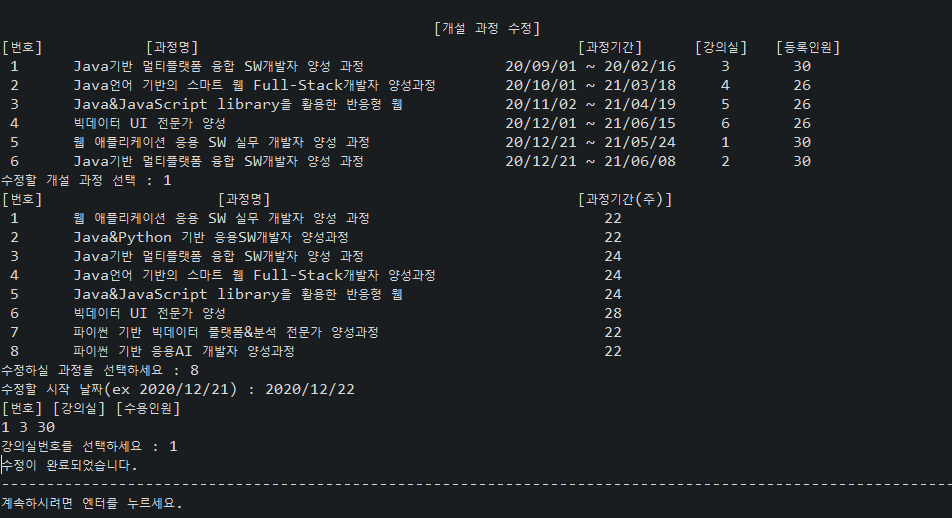 [개설 과정 수정]
[번호] [과정명] [과정기간] [강의실] [등록인원]
1 Java기반 멀티플랫폼 융합 SW개발자 양성 과정 20/09/01 ~ 20/02/16 3 30
2 Java언어 기반의 스마트 웹 Full-Stack개발자 양성과정 20/10/01 ~ 21/03/18 4 26
3 Java&JavaScript library을 활용한 반응형 웹 20/11/02 ~ 21/04/19 5 26
4 빅데이터 UI 전문가 양성 20/12/01 ~ 21/06/15 6 26
5 웹 애플리케이션 응용 SW 실무 개발자 양성 과정 20/12/21 ~ 21/05/24 1 30
6 Java기반 멀티플랫폼 융합 SW개발자 양성 과정 20/12/21 ~ 21/06/08 2 30
수정할 개설 과정 선택 : 1
[번호] [과정명] [과정기간(주)]
1 웹 애플리케이션 응용 SW 실무 개발자 양성 과정 22
2 Java&Python 기반 응용SW개발자 양성과정 22
3 Java기반 멀티플랫폼 융합 SW개발자 양성 과정 24
4 Java언어 기반의 스마트 웹 Full-Stack개발자 양성과정 24
5 Java&JavaScript library을 활용한 반응형 웹 24
6 빅데이터 UI 전문가 양성 28
7 파이썬 기반 빅데이터 플랫폼&분석 전문가 양성과정 22
8 파이썬 기반 응용AI 개발자 양성과정 22
수정하실 과정을 선택하세요 : 8
수정할 시작 날짜(ex 2020/12/21) : 2020/12/22
[번호] [강의실] [수용인원]
1 3 30
강의실번호를 선택하세요 : 1
수정이 완료되었습니다.
----------------------------------------------------------------------------------------------------------
계속하시려면 엔터를 누르세요.